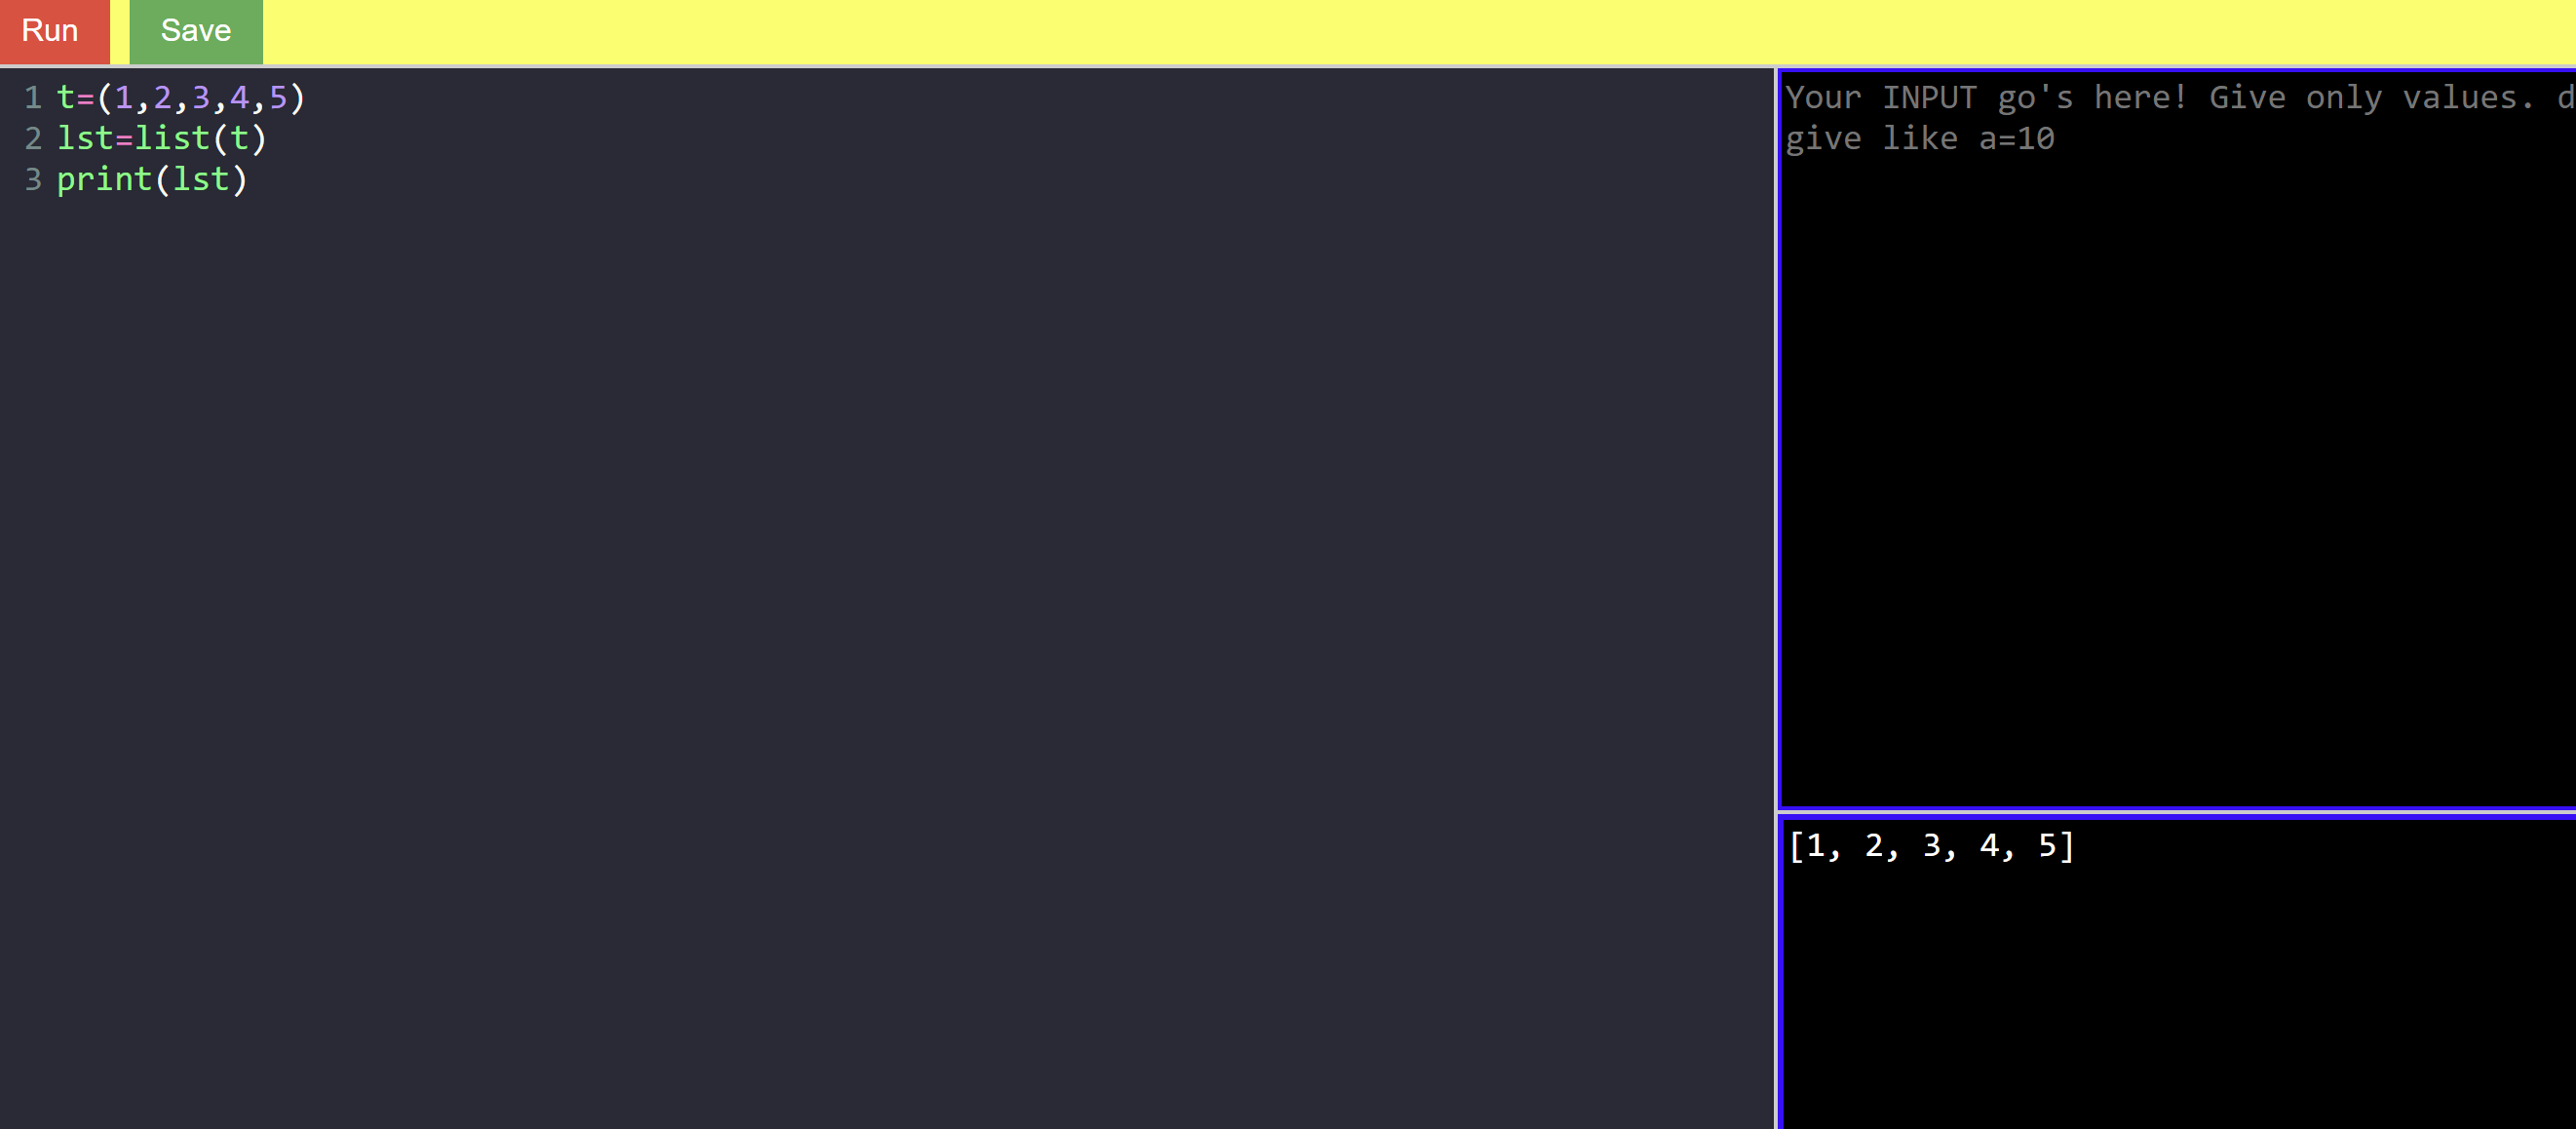 Run Save
1 t=(1,2,3,4,5)
2 lst=list(t)
3 print(lst)
Your INPUT go's here! Give only values. d
give like a=10
[1, 2, 3, 4, 5]